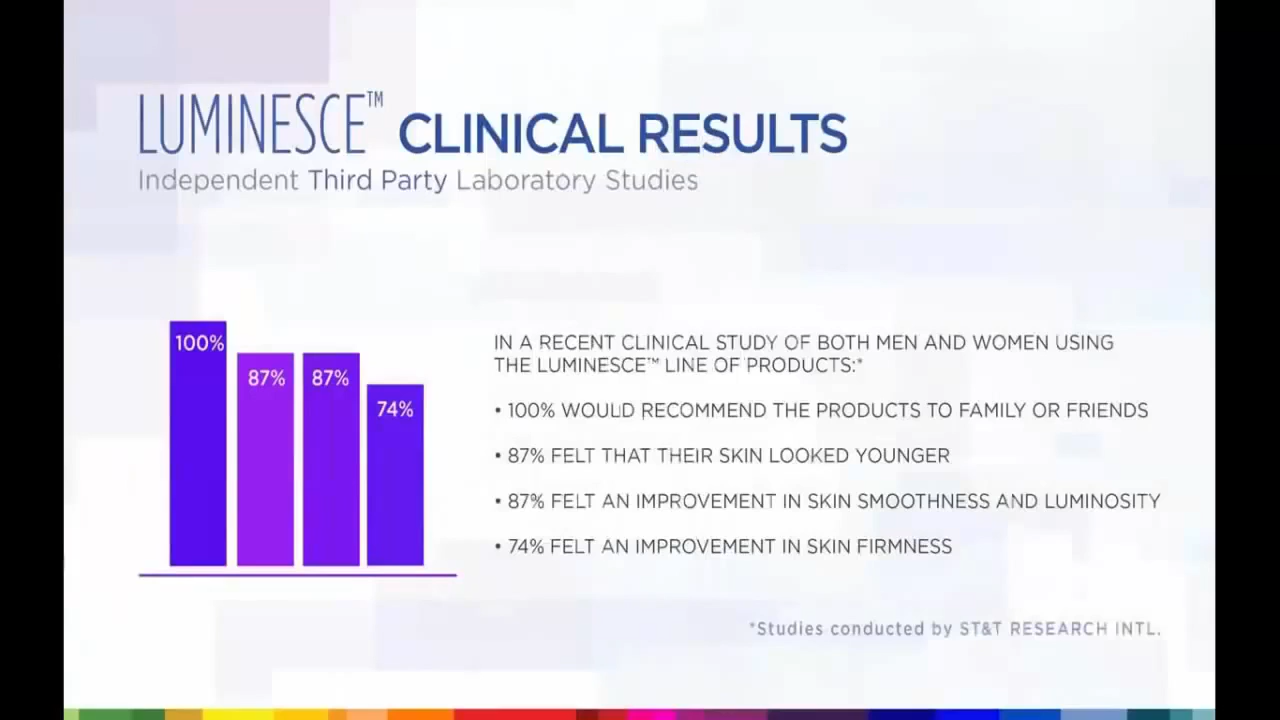 LUMINESCE™ CLINICAL RESULTS
Independent Third Party Laboratory Studies
100%
87%
87%
74%
IN A RECENT CLINICAL STUDY OF BOTH MEN AND WOMEN USING
THE LUMINESCE™ LINE OF PRODUCTS:*
• 100% WOULD RECOMMEND THE PRODUCTS TO FAMILY OR FRIENDS
• 87% FELT THAT THEIR SKIN LOOKED YOUNGER
• 87% FELT AN IMPROVEMENT IN SKIN SMOOTHNESS AND LUMINOSITY
• 74% FELT AN IMPROVEMENT IN SKIN FIRMNESS
*Studies conducted by ST&T RESEARCH INTL.